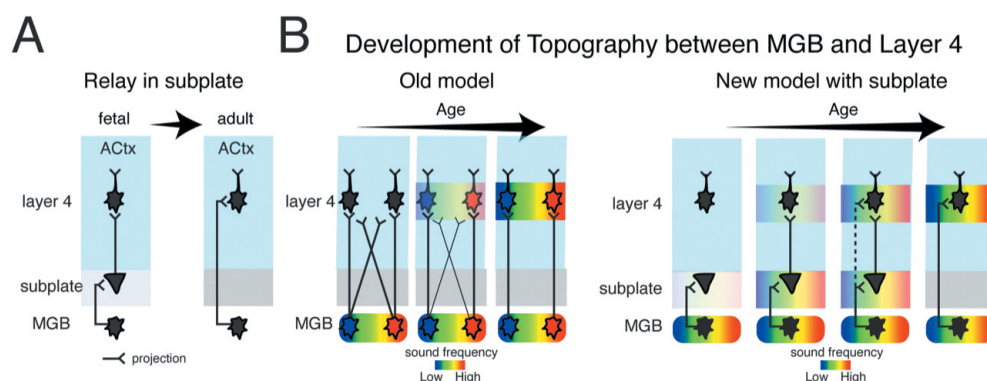 A
B
Development of Topography between MGB and Layer 4
Relay in subplate
fetal
adult
ACtx
ACtx
layer 4
subplate
MGB
projection
Old model
Age
layer 4
MGB
sound frequency
Low High
New model with subplate
Age
layer 4
subplate
MGB
sound frequency
Low High